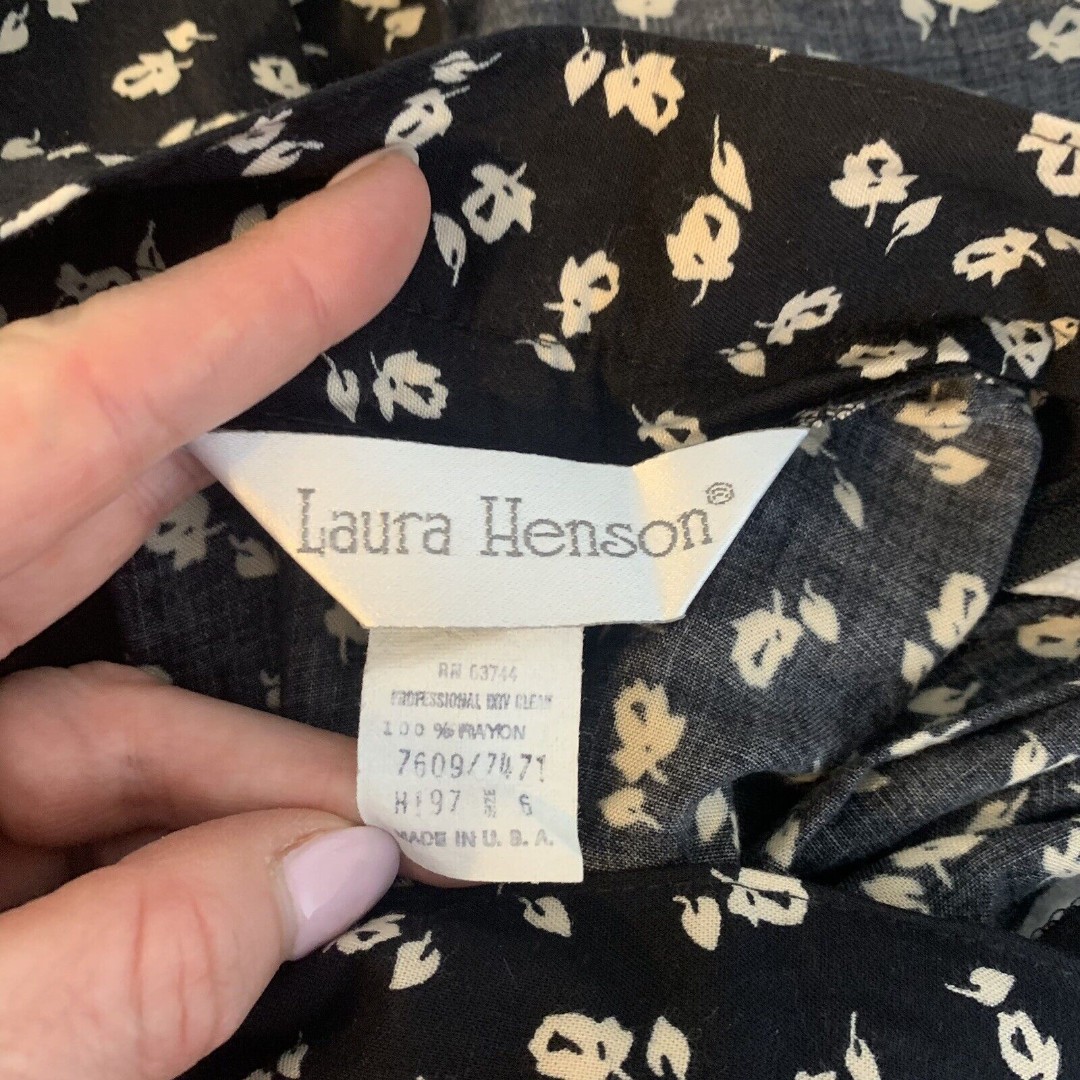 Laura Henson®
RN 63744
PROFESSIONAL DRY CLEAN
100 % RAYON
7609/7471
H197 SIZE 6
MADE IN U. S. A.